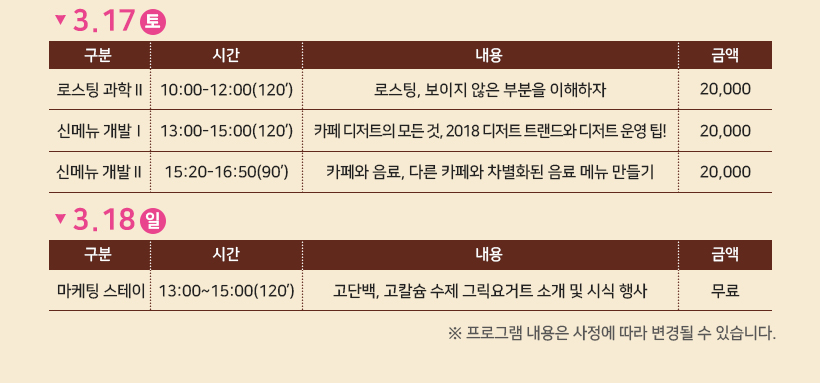 ▼ 3.17 토
구분 시간 내용 금액
로스팅 과학Ⅱ 10:00-12:00(120′) 로스팅, 보이지 않은 부분을 이해하자 20,000
신메뉴 개발Ⅰ 13:00-15:00(120′) 카페 디저트의 모든 것, 2018 디저트 트랜드와 디저트 운영 팁! 20,000
신메뉴 개발Ⅱ 15:20-16:50(90′) 카페와 음료, 다른 카페와 차별화된 음료 메뉴 만들기 20,000
▼ 3.18 일
구분 시간 내용 금액
마케팅 스테이 13:00~15:00(120′) 고단백, 고칼슘 수제 그릭요거트 소개 및 시식 행사 무료
※ 프로그램 내용은 사정에 따라 변경될 수 있습니다.